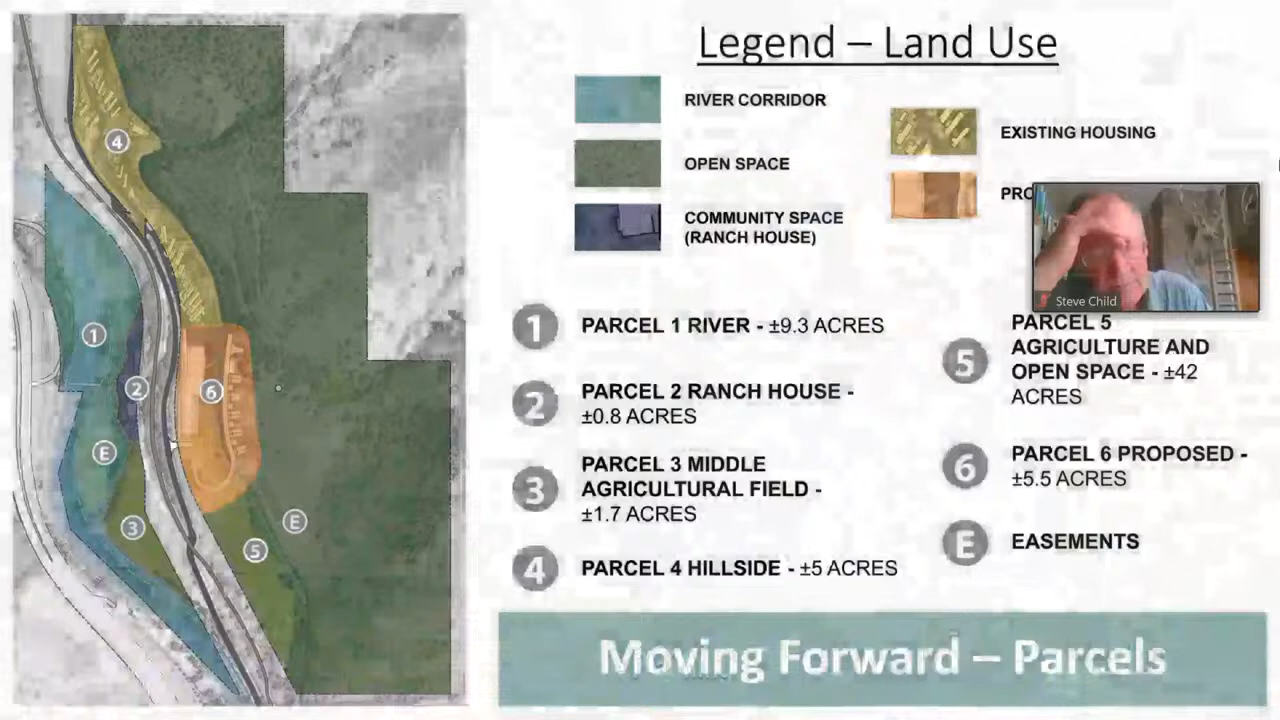 Legend – Land Use
RIVER CORRIDOR
OPEN SPACE
COMMUNITY SPACE
(RANCH HOUSE)
EXISTING HOUSING
Steve Child
1
PARCEL 1 RIVER - ±9.3 ACRES
2
PARCEL 2 RANCH HOUSE -
±0.8 ACRES
3
PARCEL 3 MIDDLE
AGRICULTURAL FIELD -
±1.7 ACRES
4
PARCEL 4 HILLSIDE - ±5 ACRES
5
PARCEL 5
AGRICULTURE AND
OPEN SPACE - ±42
ACRES
6
PARCEL 6 PROPOSED -
±5.5 ACRES
E
EASEMENTS
Moving Forward – Parcels
4
1
2
6
E
3
5
E